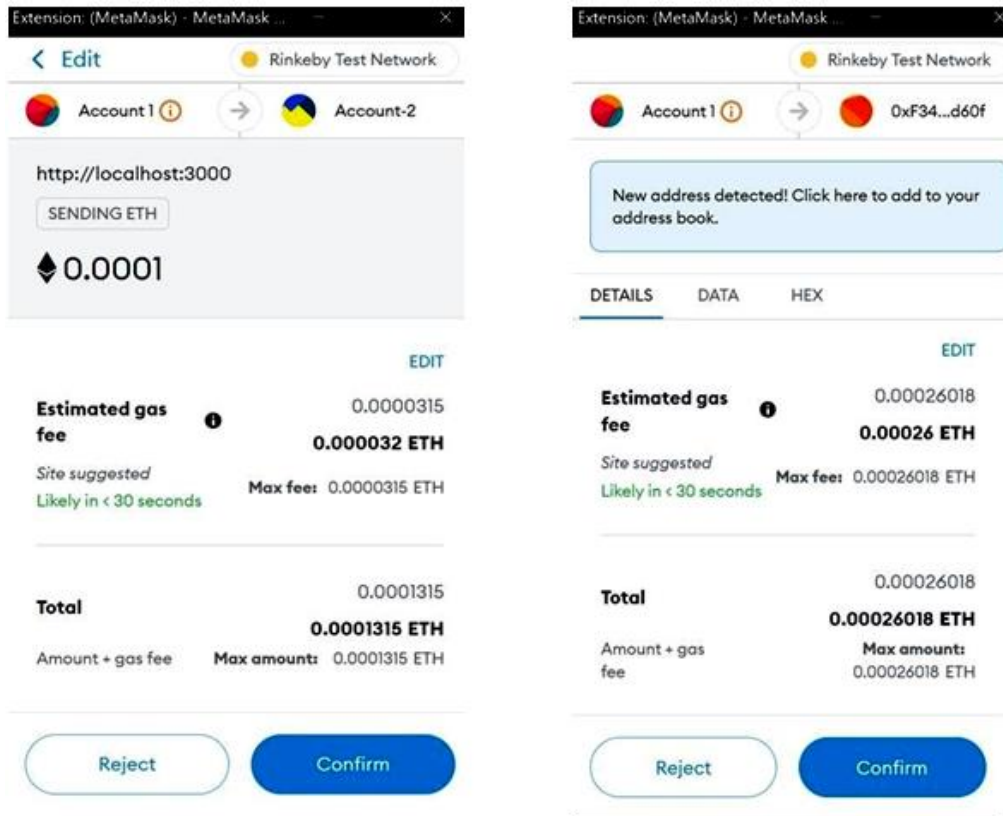 Extension: (MetaMask) - MetaMask ...
Edit
Rinkeby Test Network
Account 1
Account-2
http://localhost:3000
SENDING ETH
0.0001
EDIT
Estimated gas
fee
0.0000315
0.000032 ETH
Site suggested
Likely in < 30 seconds
Max fee: 0.0000315 ETH
Total
0.0001315
0.0001315 ETH
Amount + gas fee
Max amount: 0.0001315 ETH
Reject
Confirm
Extension: (MetaMask) - MetaMask ...
Rinkeby Test Network
Account 1
0xF34...d60f
New address detected! Click here to add to your
address book.
DETAILS
DATA
HEX
EDIT
Estimated gas
fee
0.00026018
0.00026 ETH
Site suggested
Likely in < 30 seconds
Max fee: 0.00026018 ETH
Total
0.00026018
0.00026018 ETH
Amount + gas
fee
Max amount:
0.00026018 ETH
Reject
Confirm